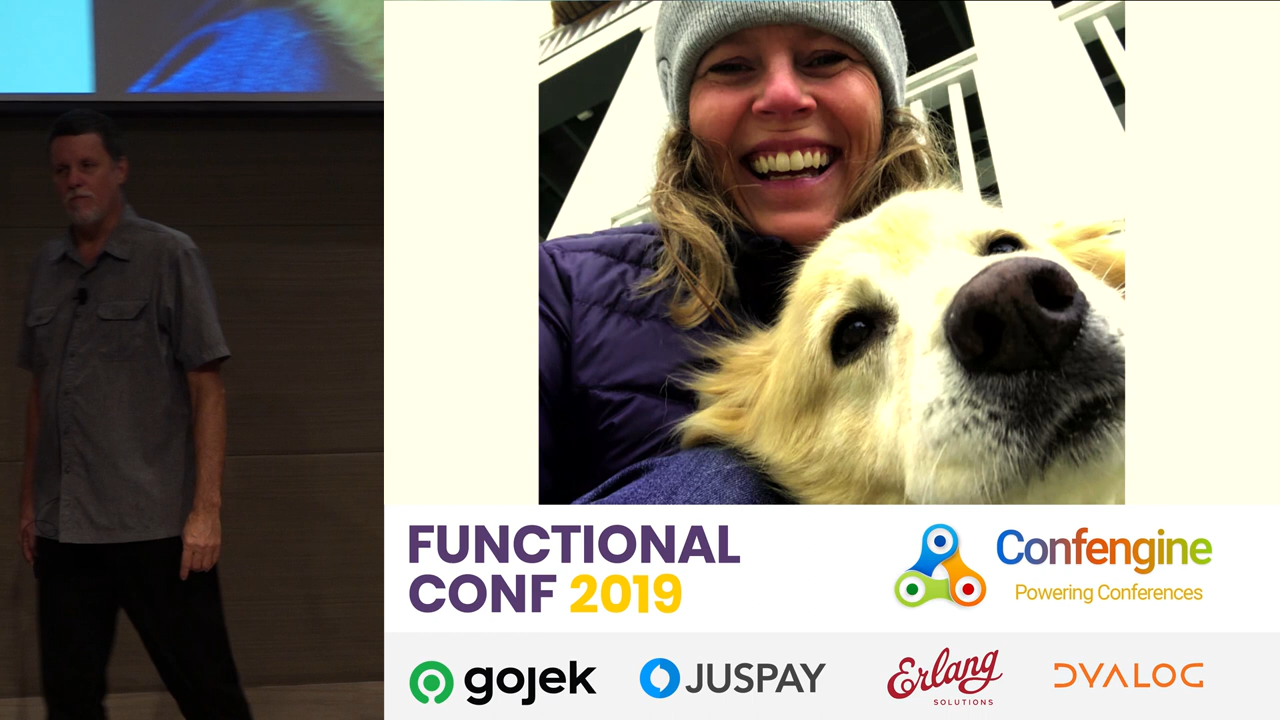 FUNCTIONAL
CONF 2019
Confengine
Powering Conferences
gojek
JUSPAY
Erlang
SOLUTIONS
DYALOG